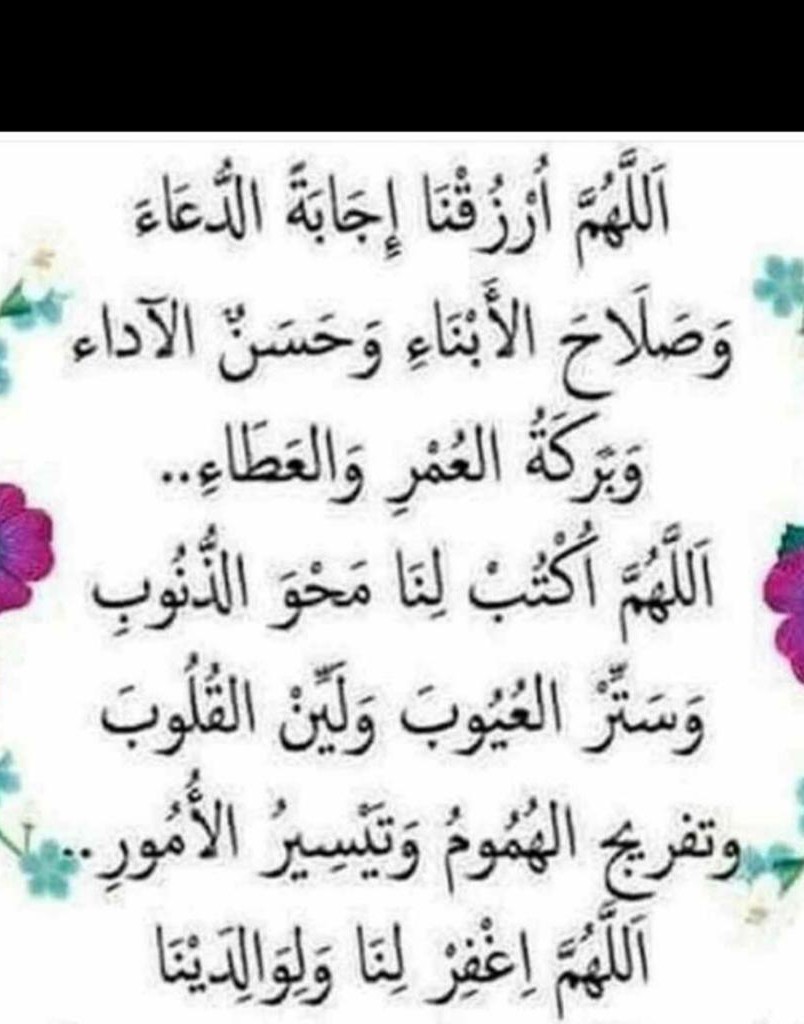 اَللَّهُمَّ اُرْزُقْنَا إِجَابَةً الدُّعَاءَ
وَصَلَاحَ الأَبْنَاءِ وَحَسَنٌ الآداء
وَبَرَكَةُ العُمْرِ وَالعَطَاءِ..
اَللَّهُمَّ اُكْتُبْ لِنَا مَحْوَ الذُّنُوبِ
وَسَتِّرْ العُيُوبَ وَلَيِّنْ القُلُوبَ
وتفريج الهُمُومُ وَتَيْسِيرُ الأُمُورِ..
اَللَّهُمَّ اِغْفِرْ لِنَا وَلِوَالِدَيْنَا